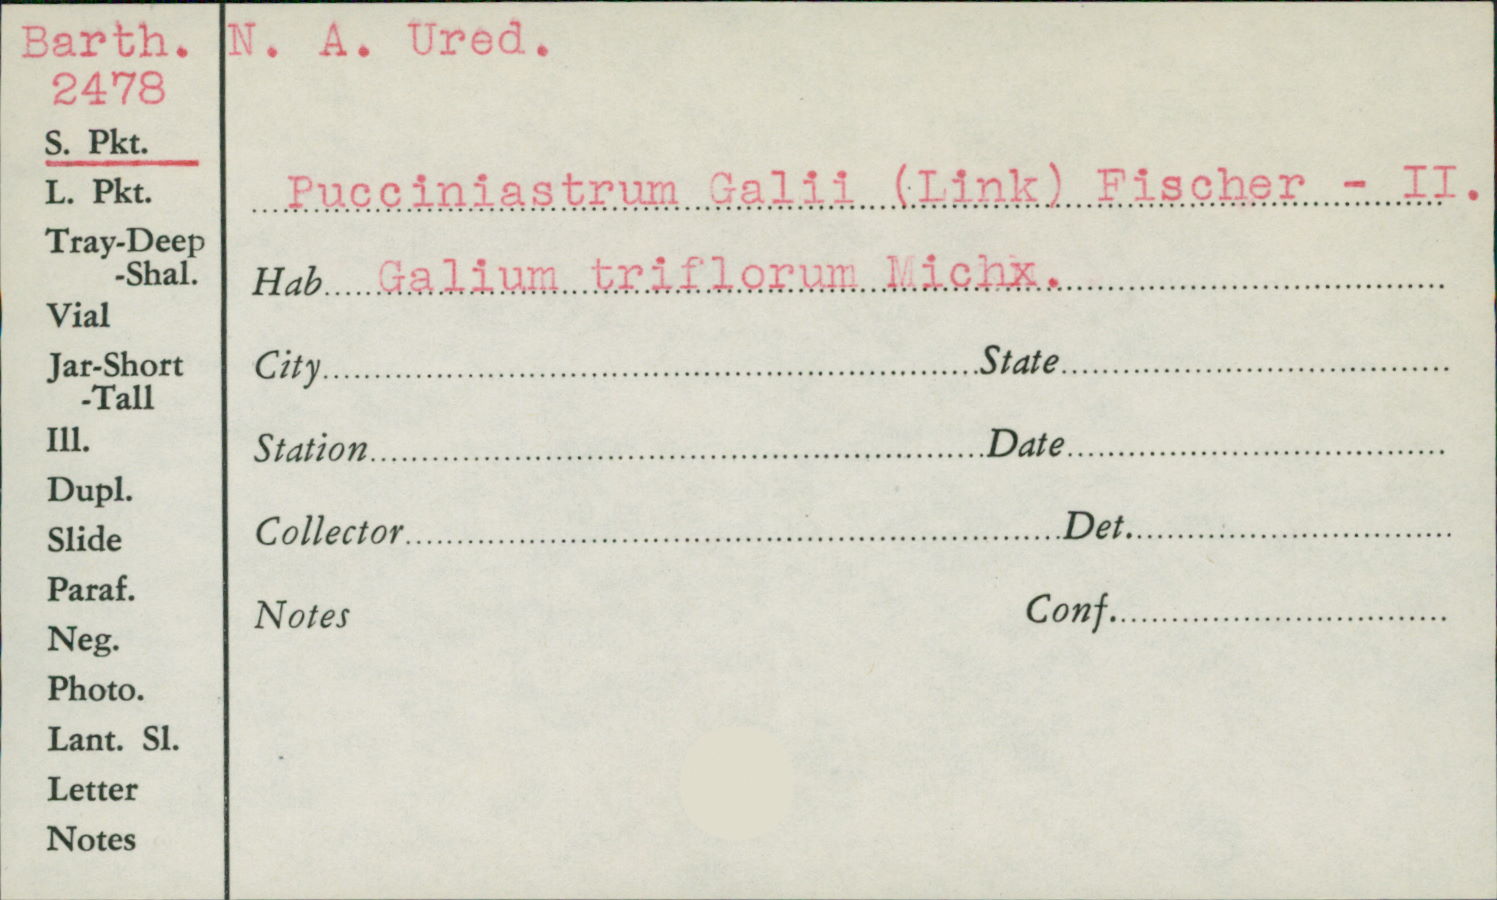 Barth. N. A. Ured.
2478
S. Pkt.
L. Pkt.
Tray-Deep
-Shal.
Vial
Jar-Short
-Tall
Ill.
Dupl.
Slide
Paraf.
Neg.
Photo.
Lant. Sl.
Letter
Notes
Pucciniastrum Galii (Link) Fischer - II.
Hab Galium triflorum Michx.
City State
Station Date
Collector Det.
Notes Conf.